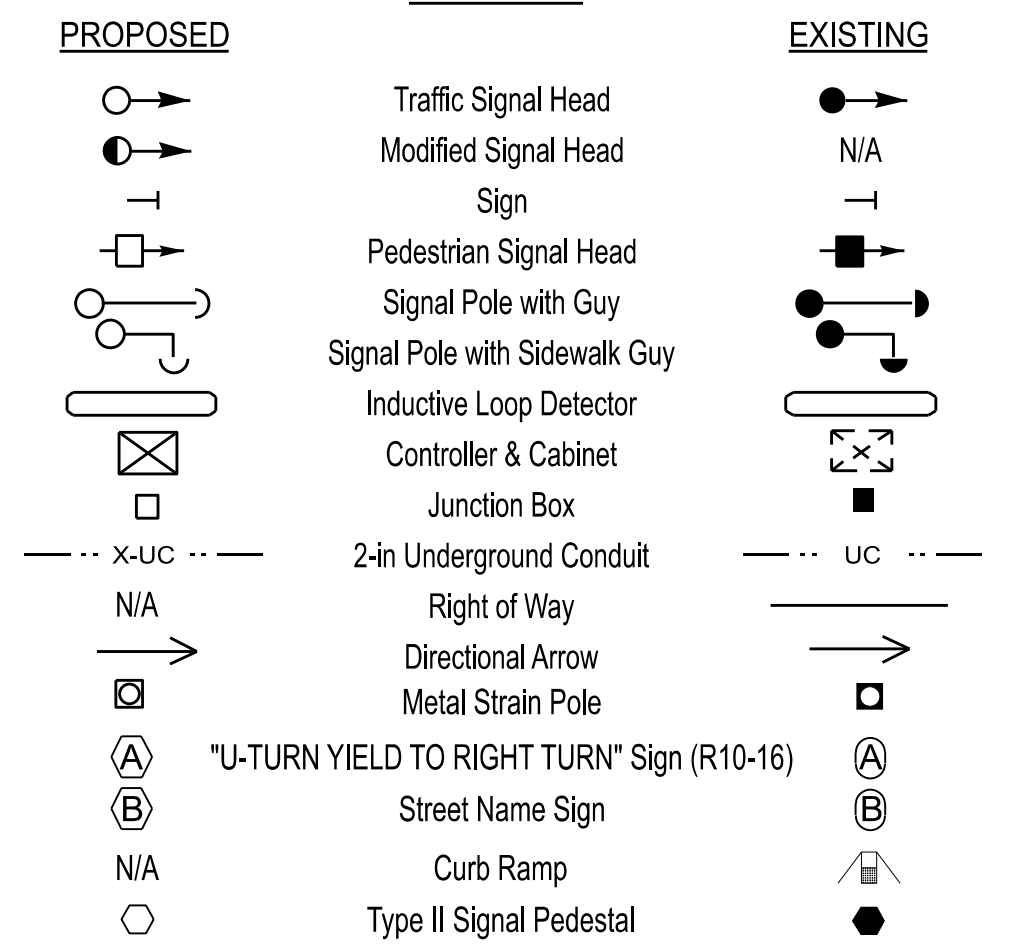 PROPOSED EXISTING
Traffic Signal Head
Modified Signal Head N/A
Sign
Pedestrian Signal Head
Signal Pole with Guy
Signal Pole with Sidewalk Guy
Inductive Loop Detector
Controller & Cabinet
Junction Box
X-UC 2-in Underground Conduit UC
N/A Right of Way
Directional Arrow
Metal Strain Pole
A "U-TURN YIELD TO RIGHT TURN" Sign (R10-16) A
B Street Name Sign B
N/A Curb Ramp
Type II Signal Pedestal